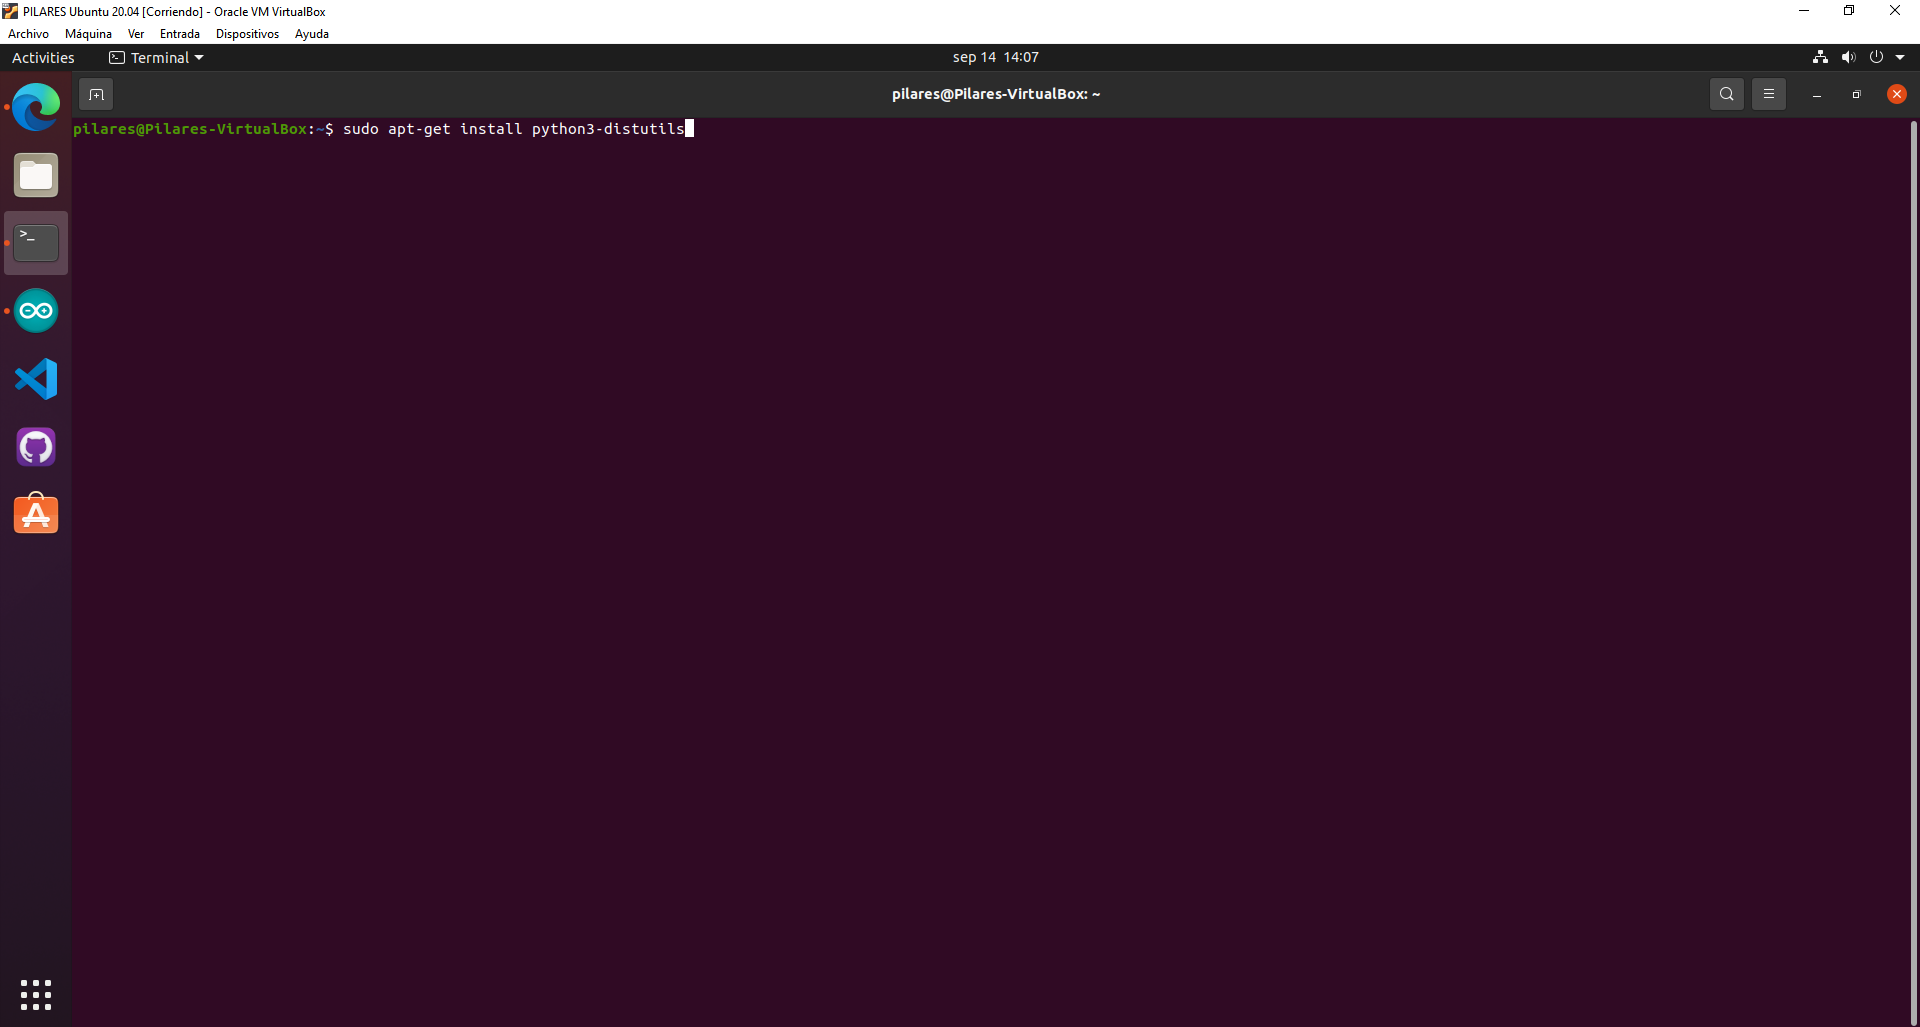 PILARES Ubuntu 20.04 [Corriendo] - Oracle VM VirtualBox
Archivo Máquina Ver Entrada Dispositivos Ayuda
Activities Terminal sep 14 14:07
pilares@Pilares-VirtualBox: ~
pilares@Pilares-VirtualBox:~$ sudo apt-get install python3-distutils